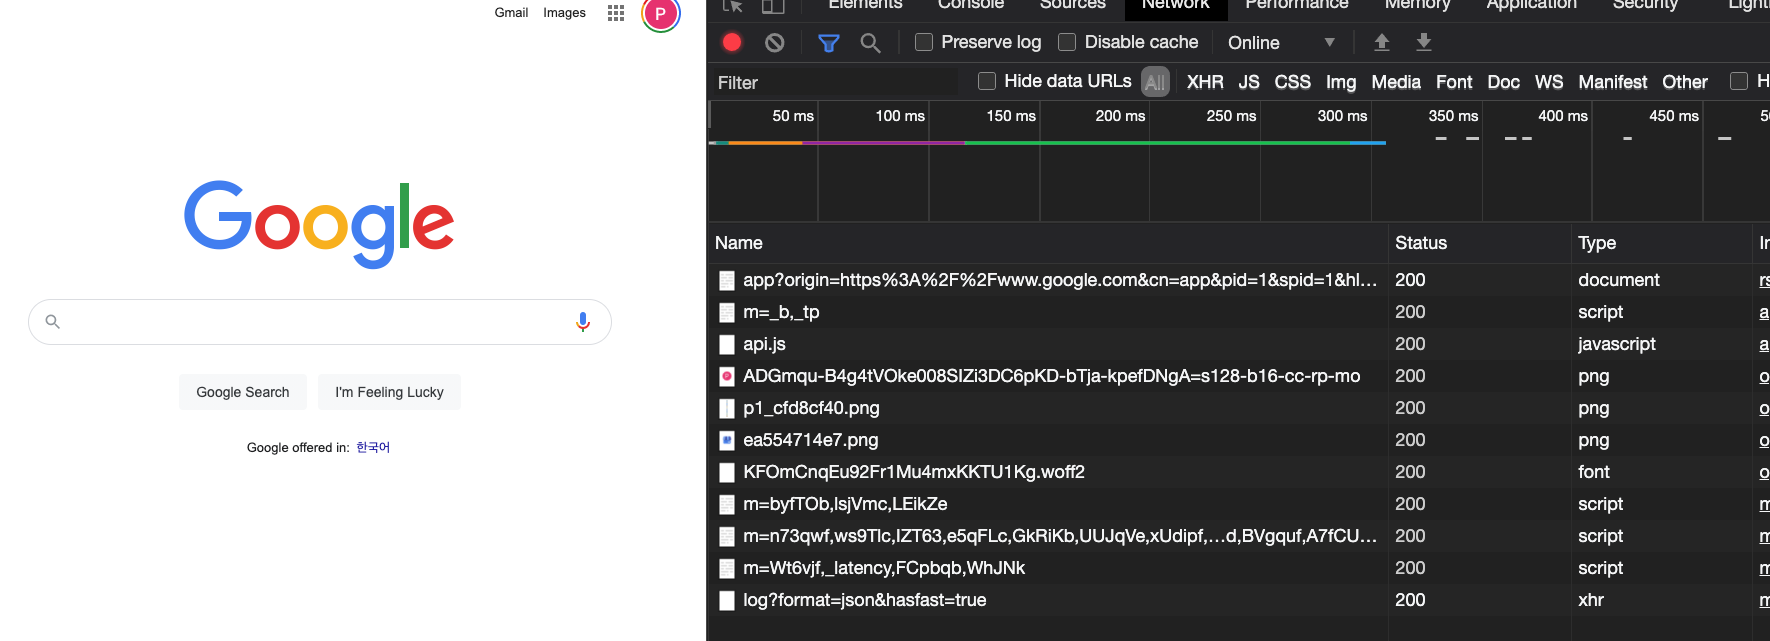 Gmail Images
P
Google
Google Search I'm Feeling Lucky
Google offered in: 한국어
Elements Console Sources Network Performance Memory Application Security
Preserve log Disable cache Online
Filter Hide data URLs All XHR JS CSS Img Media Font Doc WS Manifest Other
50 ms 100 ms 150 ms 200 ms 250 ms 300 ms 350 ms 400 ms 450 ms
Name Status Type
app?origin=https%3A%2F%2Fwww.google.com&cn=app&pid=1&spid=1&hl… 200 document
m=_b,_tp 200 script
api.js 200 javascript
ADGmqu-B4g4tVOke008SIZi3DC6pKD-bTja-kpefDNgA=s128-b16-cc-rp-mo 200 png
p1_cfd8cf40.png 200 png
ea554714e7.png 200 png
KFOmCnqEu92Fr1Mu4mxKKTU1Kg.woff2 200 font
m=byfTOb,lsjVmc,LEikZe 200 script
m=n73qwf,ws9Tlc,IZT63,e5qFLc,GkRiKb,UUJqVe,xUdipf,…d,BVgquf,A7fCU… 200 script
m=Wt6vjf,_latency,FCpbqb,WhJNk 200 script
log?format=json&hasfast=true 200 xhr